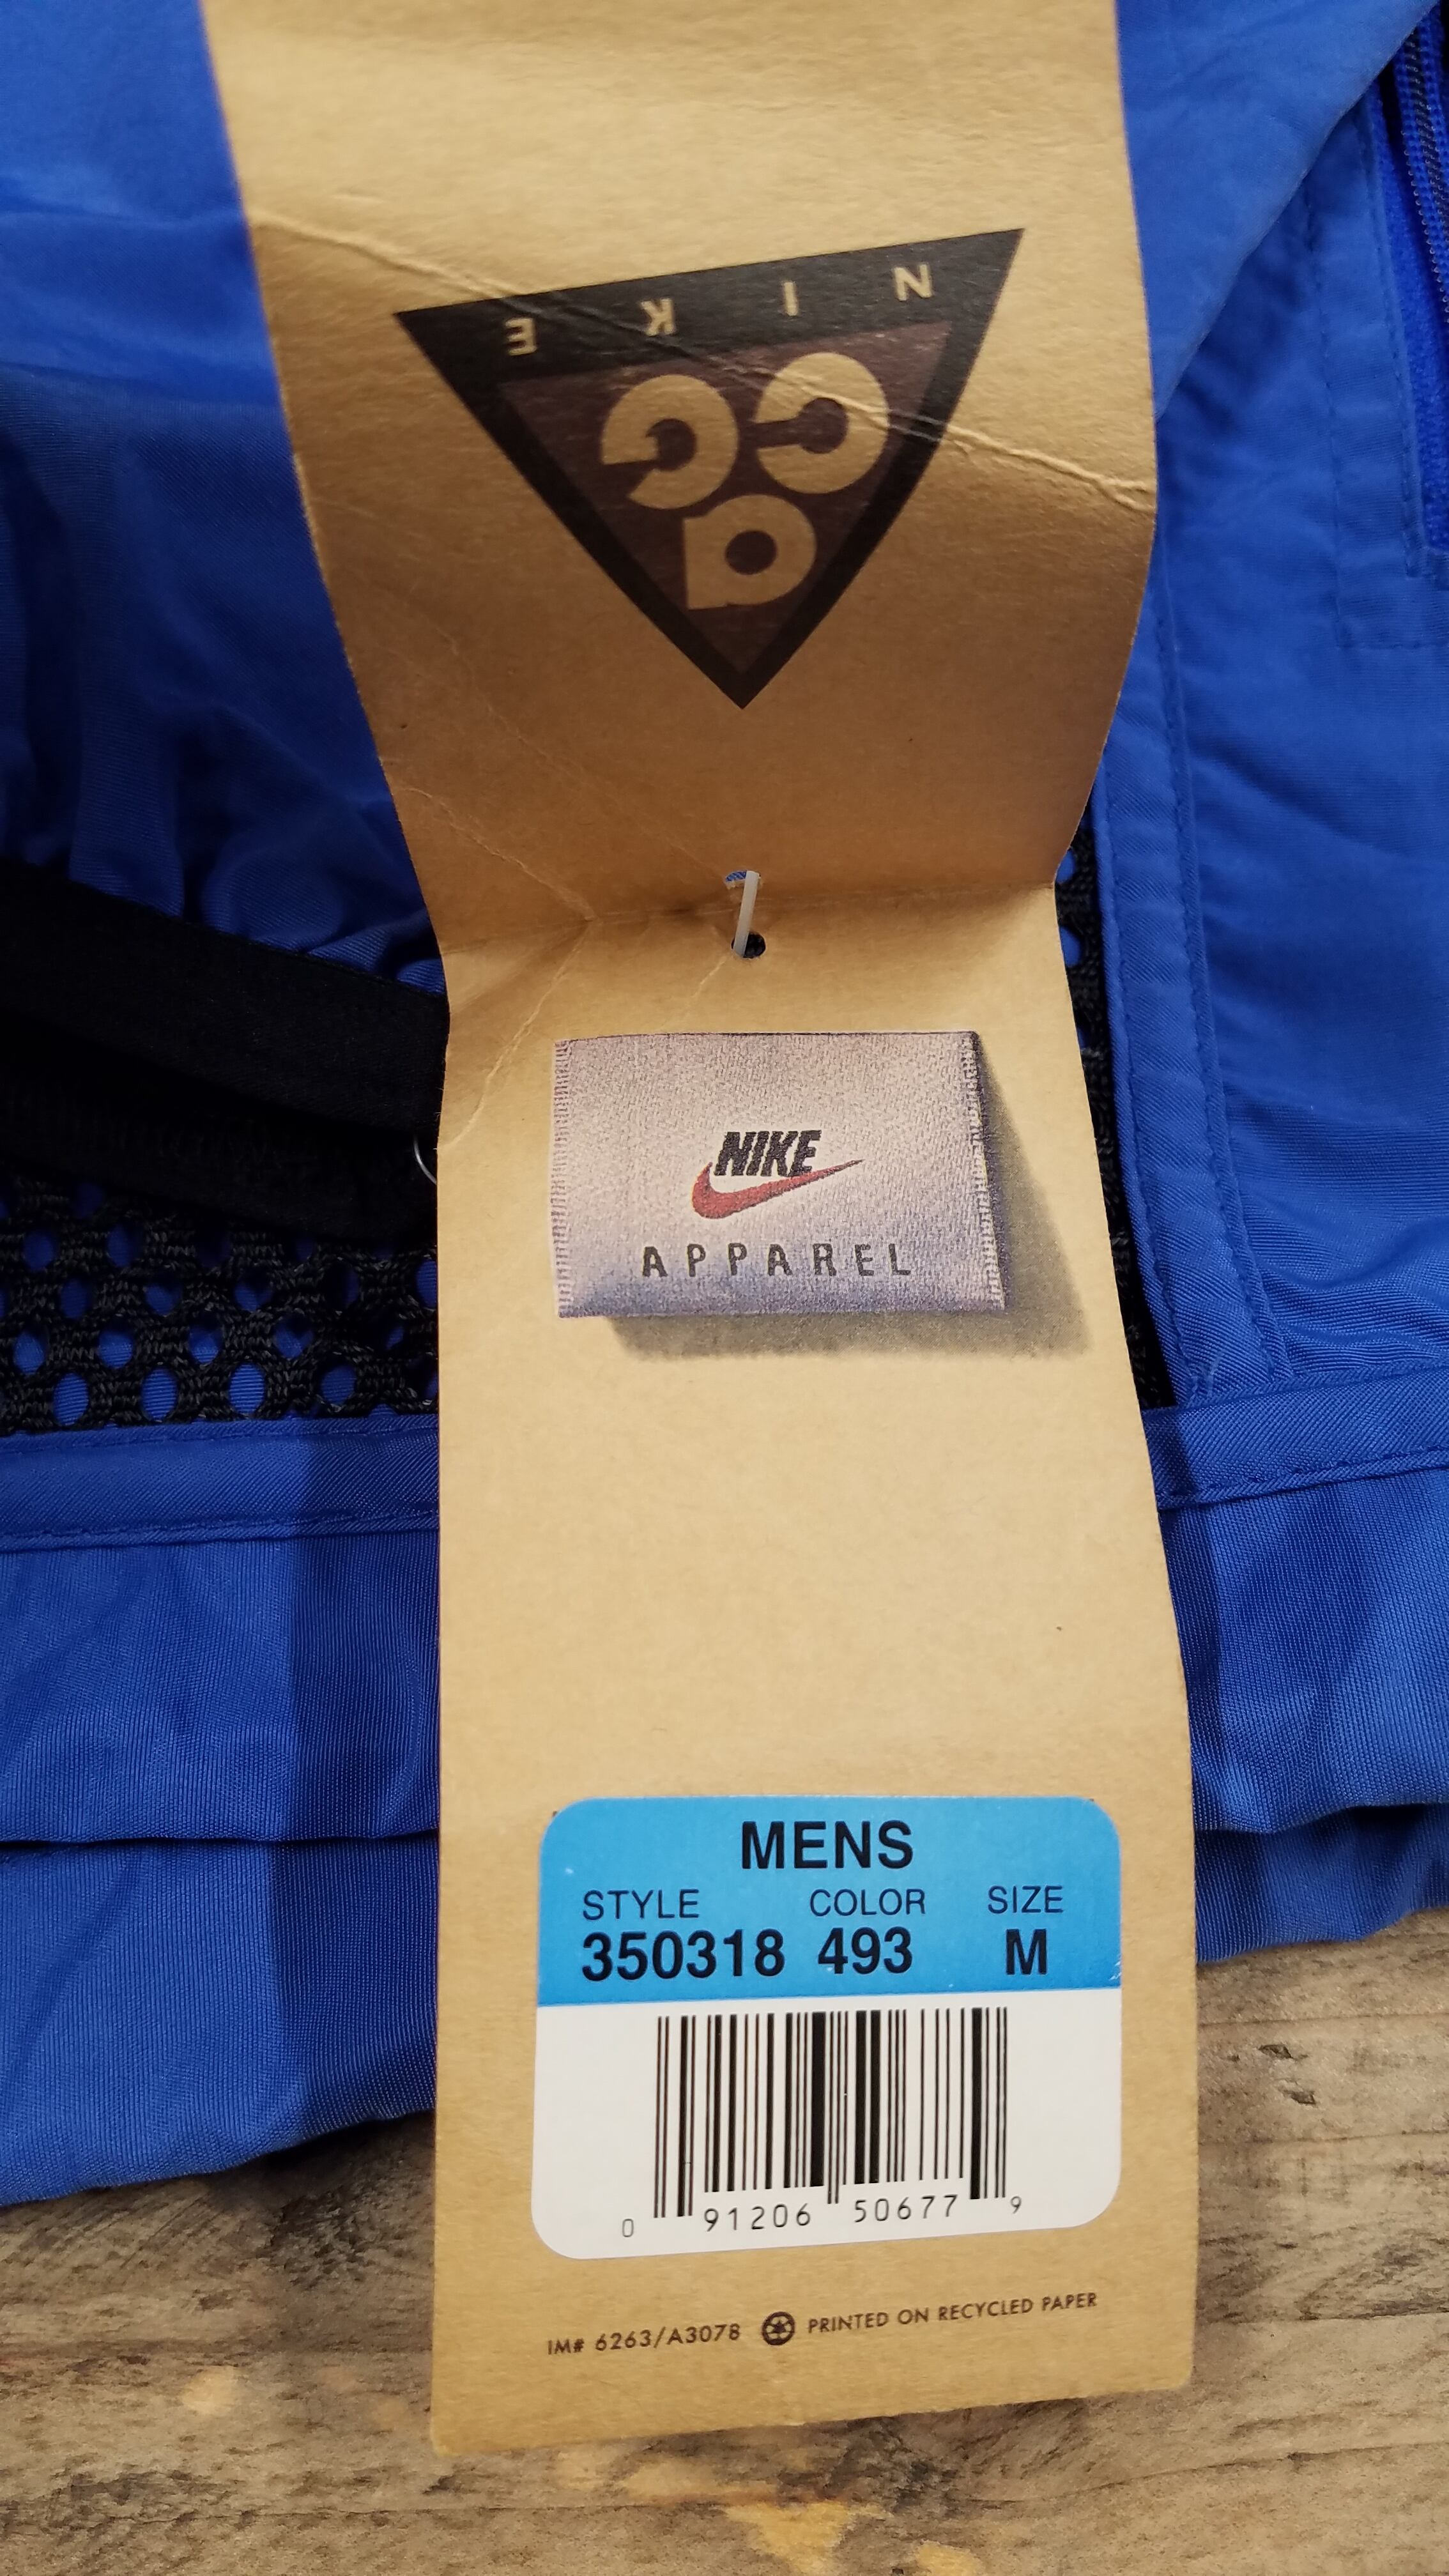 NIKE
aCG
NIKE
APPAREL
MENS
STYLE COLOR SIZE
350318 493 M
0 91206 50677 9
IM# 6263/A3078 PRINTED ON RECYCLED PAPER